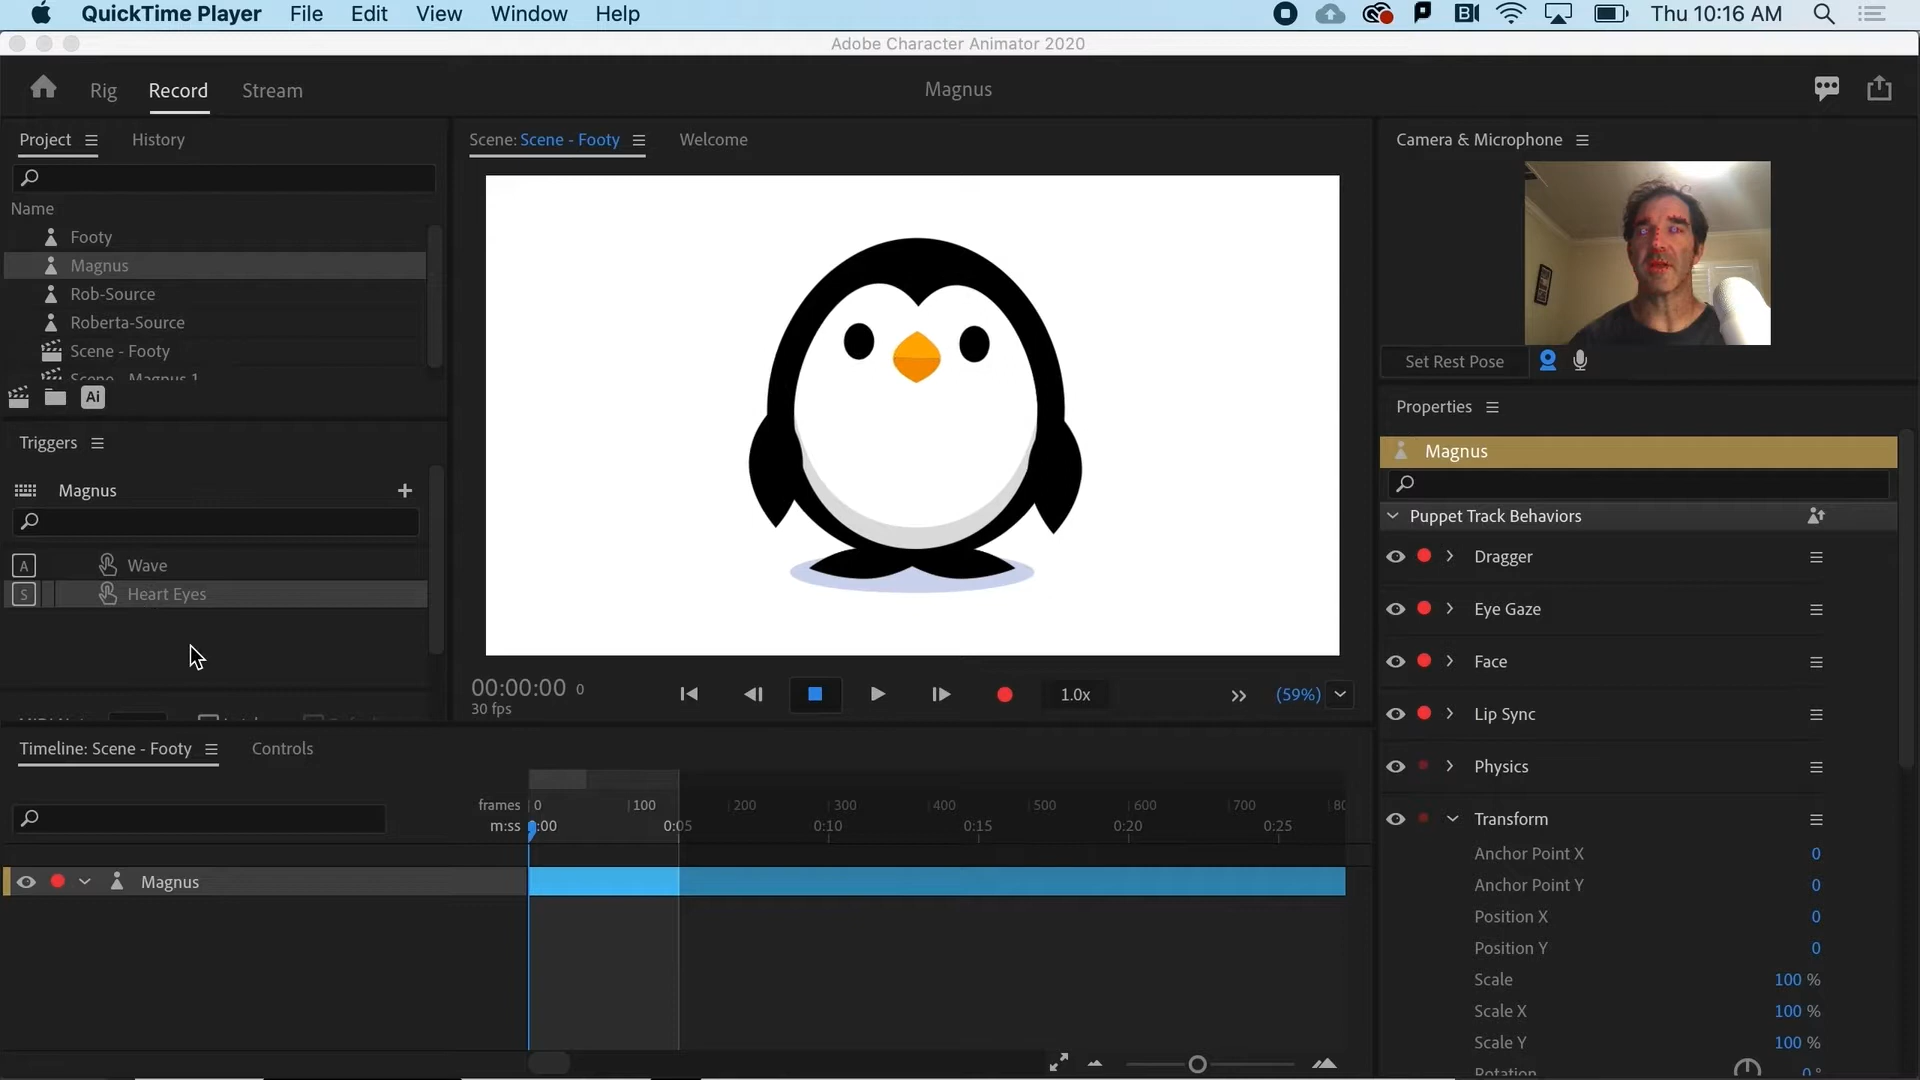 QuickTime Player File Edit View Window Help Thu 10:16 AM
Adobe Character Animator 2020
Rig Record Stream Magnus
Project History
Name
Footy
Magnus
Rob-Source
Roberta-Source
Scene - Footy
Scene - Magnus 1
Ai
Triggers
Magnus +
A Wave
S Heart Eyes
Scene: Scene - Footy Welcome
00:00:00 0
30 fps
1.0x
(59%)
Camera & Microphone
Set Rest Pose
Properties
Magnus
Puppet Track Behaviors
Dragger
Eye Gaze
Face
Lip Sync
Physics
Transform
Anchor Point X 0
Anchor Point Y 0
Position X 0
Position Y 0
Scale 100 %
Scale X 100 %
Scale Y 100 %
Rotation 0 °
Timeline: Scene - Footy Controls
frames 0 100 200 300 400 500 600 700
m:ss 0:05 0:10 0:15 0:20 0:25
Magnus